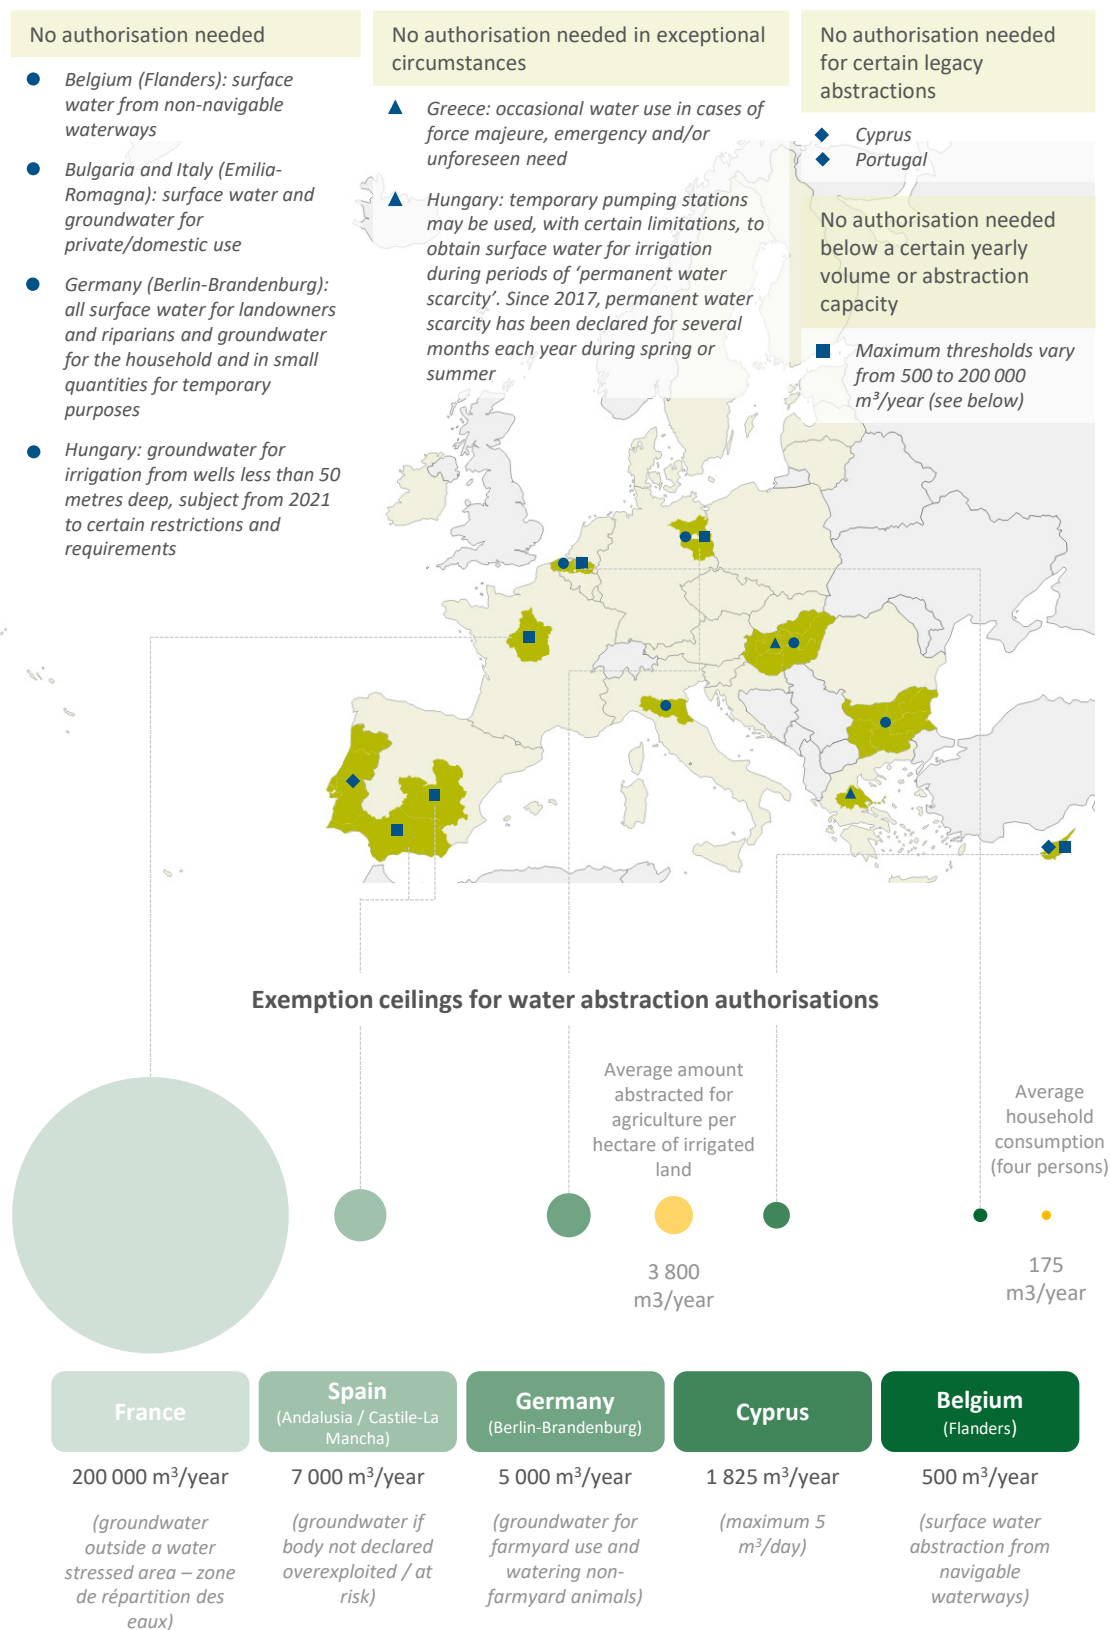 No authorisation needed
Belgium (Flanders): surface
water from non-navigable
waterways
Bulgaria and Italy (Emilia-
Romagna): surface water and
groundwater for
private/domestic use
Germany (Berlin-Brandenburg):
all surface water for landowners
and riparians and groundwater
for the household and in small
quantities for temporary
purposes
Hungary: groundwater for
irrigation from wells less than 50
metres deep, subject from 2021
to certain restrictions and
requirements
No authorisation needed in exceptional
circumstances
Greece: occasional water use in cases of
force majeure, emergency and/or
unforeseen need
Hungary: temporary pumping stations
may be used, with certain limitations, to
obtain surface water for irrigation
during periods of ‘permanent water
scarcity’. Since 2017, permanent water
scarcity has been declared for several
months each year during spring or
summer
No authorisation needed
for certain legacy
abstractions
Cyprus
Portugal
No authorisation needed
below a certain yearly
volume or abstraction
capacity
Maximum thresholds vary
from 500 to 200 000
m³/year (see below)
Exemption ceilings for water abstraction authorisations
Average amount
abstracted for
agriculture per
hectare of irrigated
land
3 800
m3/year
Average
household
consumption
(four persons)
175
m3/year
France
200 000 m³/year
(groundwater
outside a water
stressed area – zone
de répartition des
eaux)
Spain
(Andalusia / Castile-La
Mancha)
7 000 m³/year
(groundwater if
body not declared
overexploited / at
risk)
Germany
(Berlin-Brandenburg)
5 000 m³/year
(groundwater for
farmyard use and
watering non-
farmyard animals)
Cyprus
1 825 m³/year
(maximum 5
m³/day)
Belgium
(Flanders)
500 m³/year
(surface water
abstraction from
navigable
waterways)